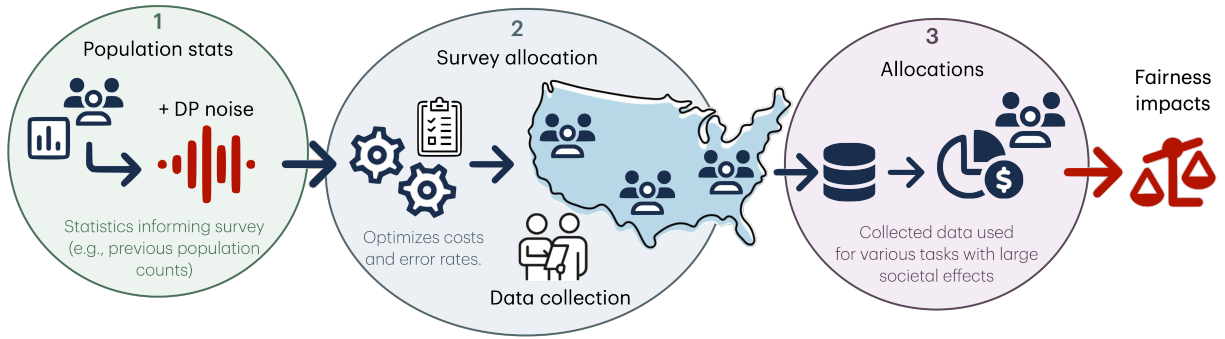 1
Population stats
+ DP noise
Statistics informing survey
(e.g., previous population
counts)
2
Survey allocation
Optimizes costs
and error rates.
Data collection
3
Allocations
$
Collected data used
for various tasks with large
societal effects
Fairness
impacts